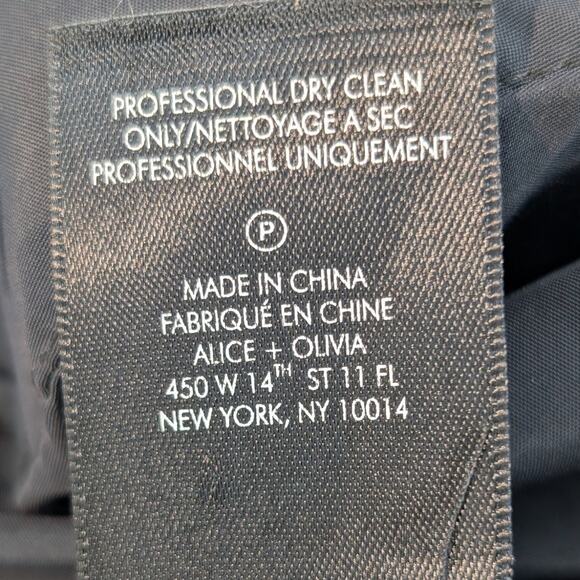 PROFESSIONAL DRY CLEAN
ONLY/NETTOYAGE A SEC
PROFESSIONNEL UNIQUEMENT
P
MADE IN CHINA
FABRIQUÉ EN CHINE
ALICE + OLIVIA
450 W 14TH ST 11 FL
NEW YORK, NY 10014